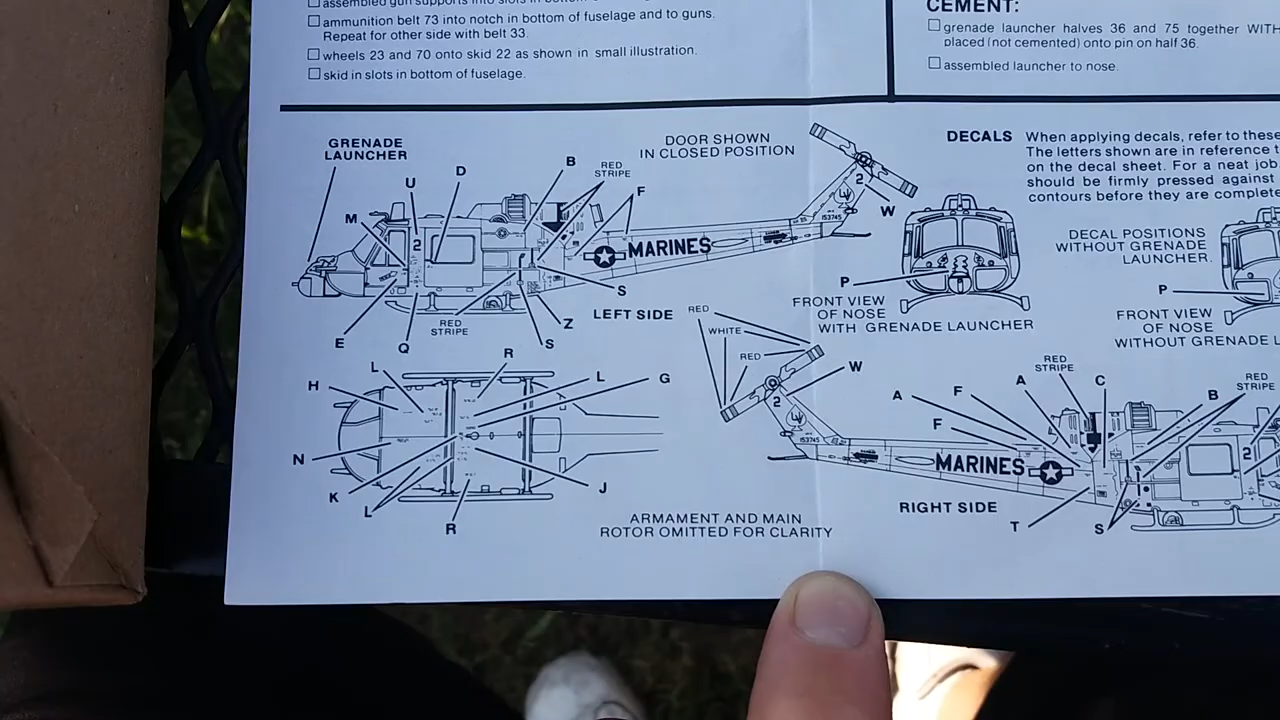 assembled gun supports into slots in bottom
ammunition belt 73 into notch in bottom of fuselage and to guns.
Repeat for other side with belt 33.
wheels 23 and 70 onto skid 22 as shown in small illustration.
skid in slots in bottom of fuselage.
CEMENT:
grenade launcher halves 36 and 75 together WITH
placed (not cemented) onto pin on half 36.
assembled launcher to nose.
GRENADE
LAUNCHER
DOOR SHOWN
IN CLOSED POSITION
DECALS When applying decals, refer to these
The letters shown are in reference t
on the decal sheet. For a neat job
should be firmly pressed against
contours before they are complete
U
D
B
RED
STRIPE
F
M
2
2
W
153745
MARINES
DECAL POSITIONS
WITHOUT GRENADE
LAUNCHER.
P
P
E
Q
RED
STRIPE
S
Z
S
LEFT SIDE
FRONT VIEW
OF NOSE
WITH GRENADE LAUNCHER
FRONT VIEW
OF NOSE
WITHOUT GRENADE L
RED
WHITE
RED
W
H
L
R
L
G
N
K
L
R
J
2
153745
A
F
F
A
RED
STRIPE
C
B
RED
STRIPE
MARINES
2
RIGHT SIDE
T
S
ARMAMENT AND MAIN
ROTOR OMITTED FOR CLARITY